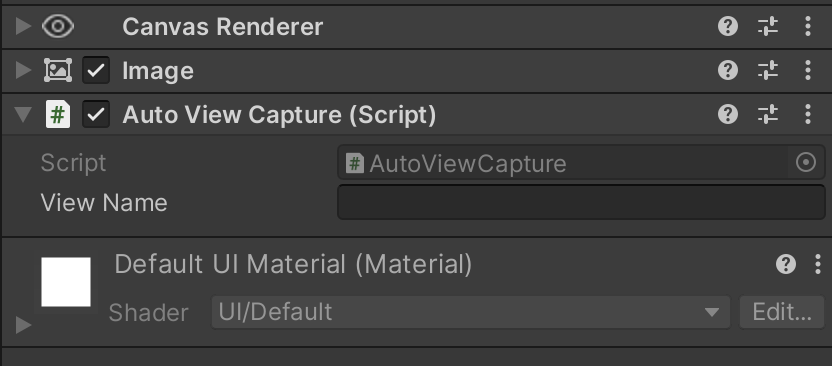 Canvas Renderer
Image
# Auto View Capture (Script)
Script # AutoViewCapture
View Name
Default UI Material (Material)
Shader UI/Default Edit...